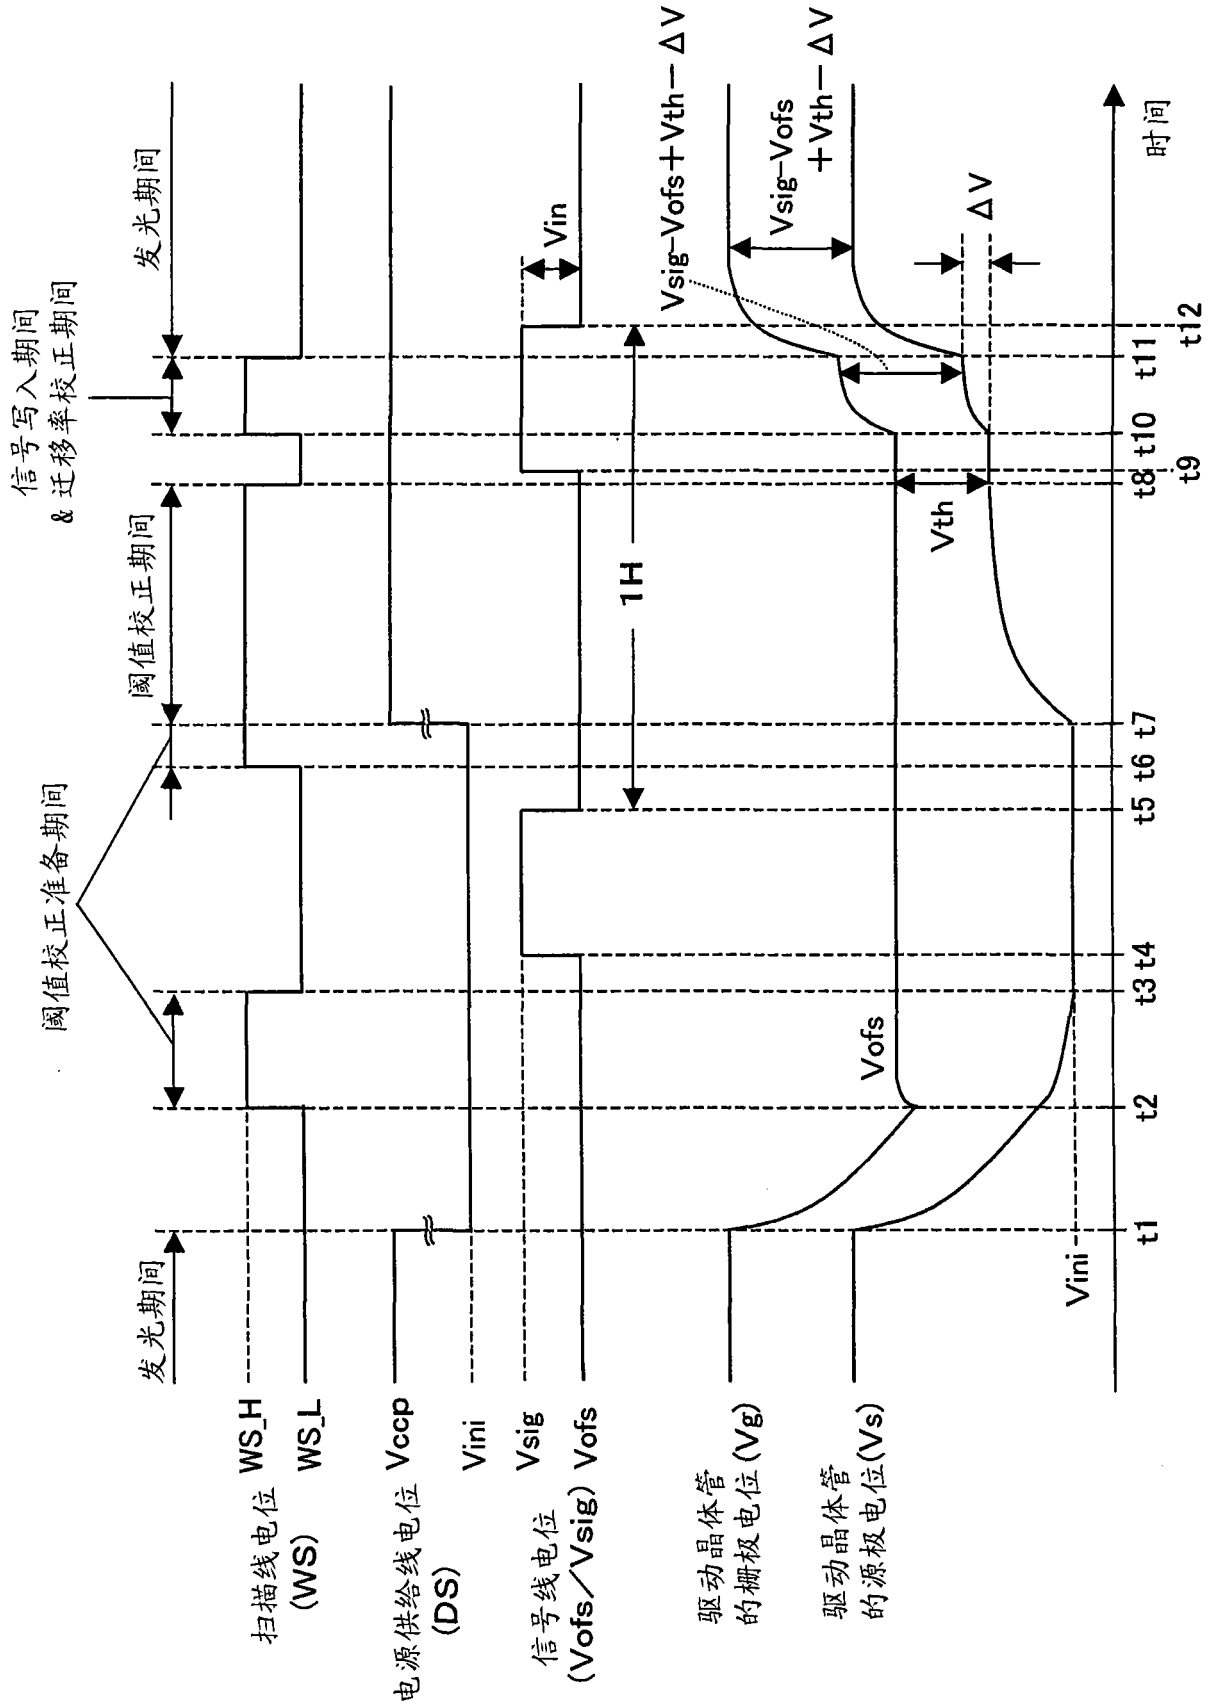 信号写入期间
& 迁移率校正期间
阈值校正准备期间
发光期间
阈值校正期间
发光期间
扫描线电位
(WS)
WS_H
WS_L
电源供给线电位
(DS)
Vccp
Vini
信号线电位
(Vofs/Vsig)
Vsig
Vofs
Vin
1H
驱动晶体管
的栅极电位(Vg)
Vofs
Vth
Vsig-Vofs+Vth-ΔV
Vsig-Vofs
+Vth-ΔV
驱动晶体管
的源极电位(Vs)
Vini
ΔV
t1
t2
t3
t4
t5
t6
t7
t8
t9
t10
t11
t12
时间